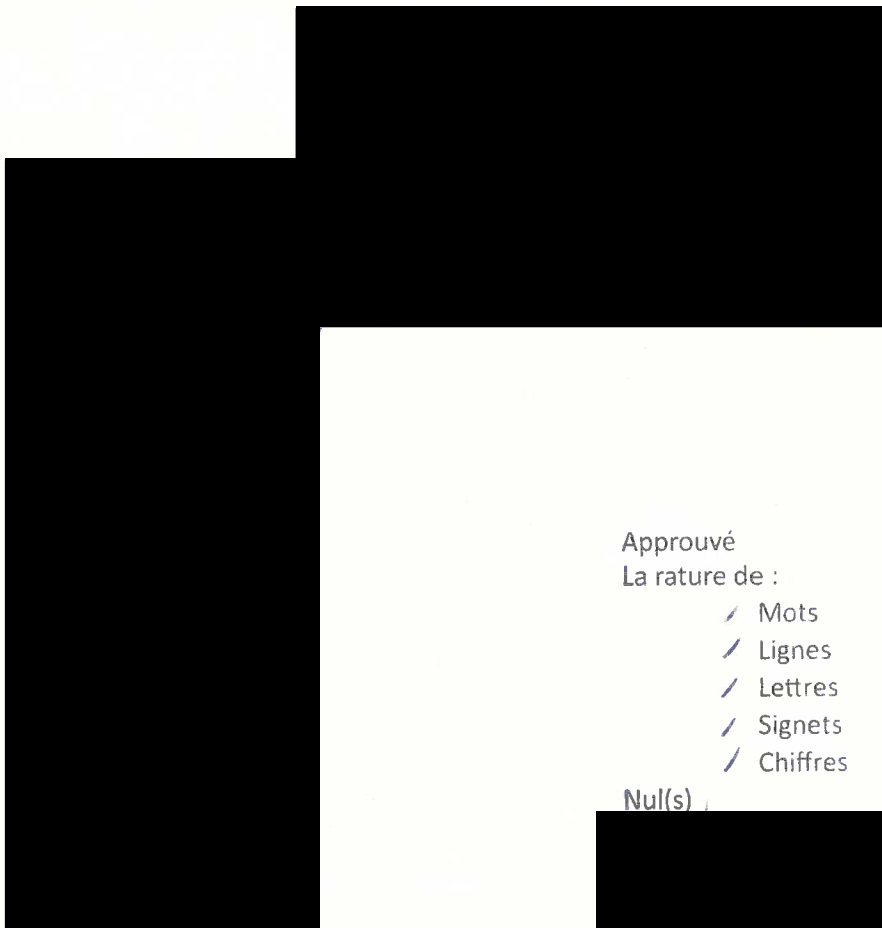 Approuvé
La rature de :
/ Mots
/ Lignes
/ Lettres
/ Signets
/ Chiffres
Nul(s)